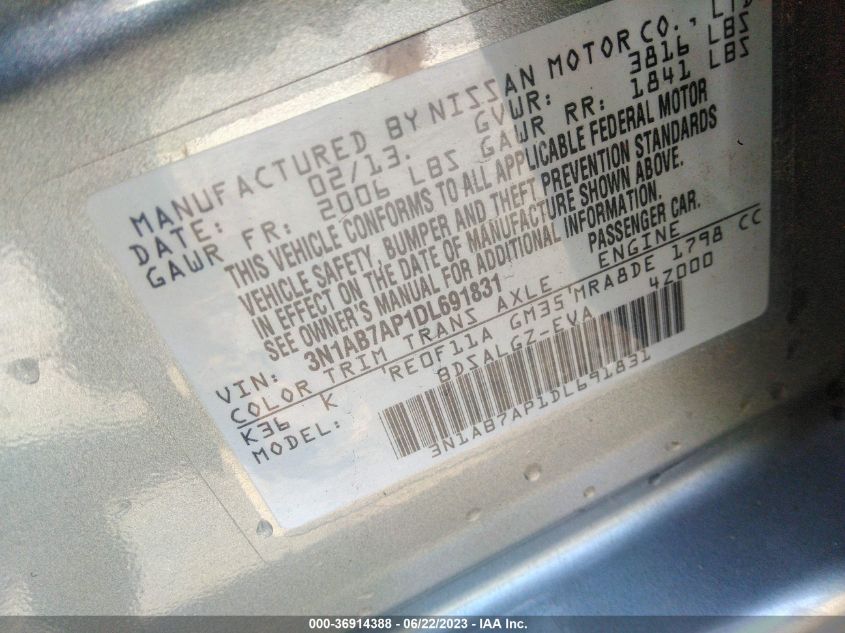 MANUFACTURED BY NISSAN MOTOR CO., LTD
DATE: 02/13. GVWR: 3816 LBS
GAWR FR: 2006 LBS GAWR RR: 1841 LBS
THIS VEHICLE CONFORMS TO ALL APPLICABLE FEDERAL MOTOR
VEHICLE SAFETY, BUMPER AND THEFT PREVENTION STANDARDS
IN EFFECT ON THE DATE OF MANUFACTURE SHOWN ABOVE.
SEE OWNER'S MANUAL FOR ADDITIONAL INFORMATION.
VIN: 3N1AB7AP1DL691831 PASSENGER CAR.
COLOR TRIM TRANS AXLE ENGINE
K36 K RE0F11A GM35 MRA8DE 1798 CC
MODEL: BDSALGZ-EVA 4Z000
3N1AB7AP1DL691831
000-36914388 - 06/22/2023 - IAA Inc.